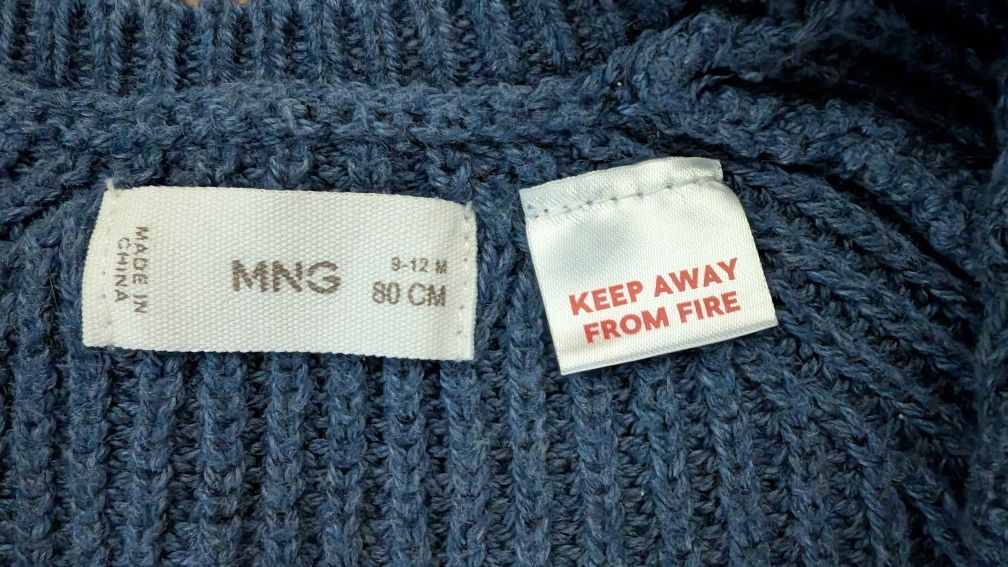 MADE IN
CHINA
MNG
9-12 M
80 CM
KEEP AWAY
FROM FIRE